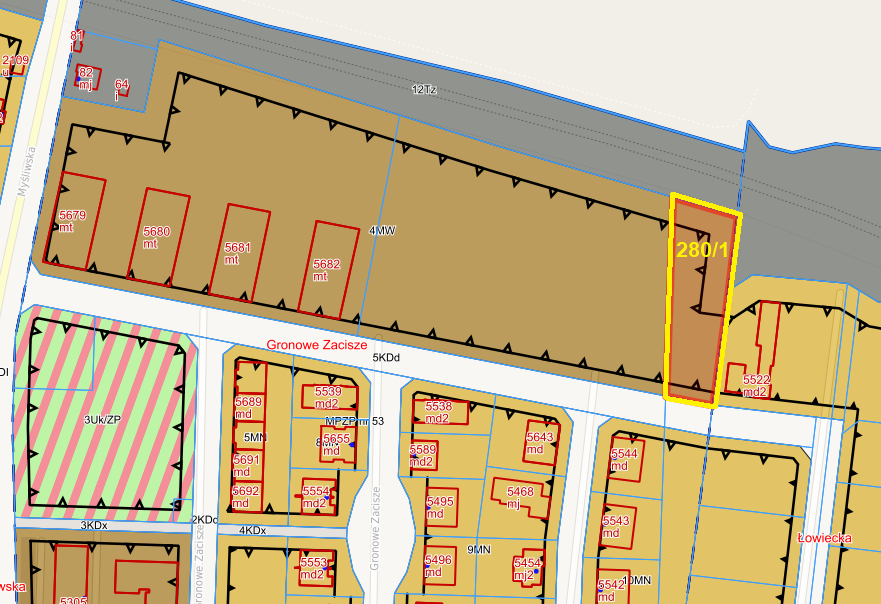 81
j
2109
u
82
mj
64
j
12Tz
Myśliwska
5679
mt
5680
mt
5681
mt
5682
mt
4MW
280/1
Gronowe Zacisze
5KDd
3Uk/ZP
5522
md2
5689
md
5539
md2
5538
md2
MPZP nr 53
5MN
5655
md
5643
md
5691
md
5589
md2
5544
md
5692
md
5554
md2
5495
md
5468
mj
3KDx
2KDd
4KDx
Gronowe Zacisze
Gronowe Zacisze
5543
md
Łowiecka
9MN
5553
md2
5496
md
5454
mj2
10MN
5542
md
5305
wska